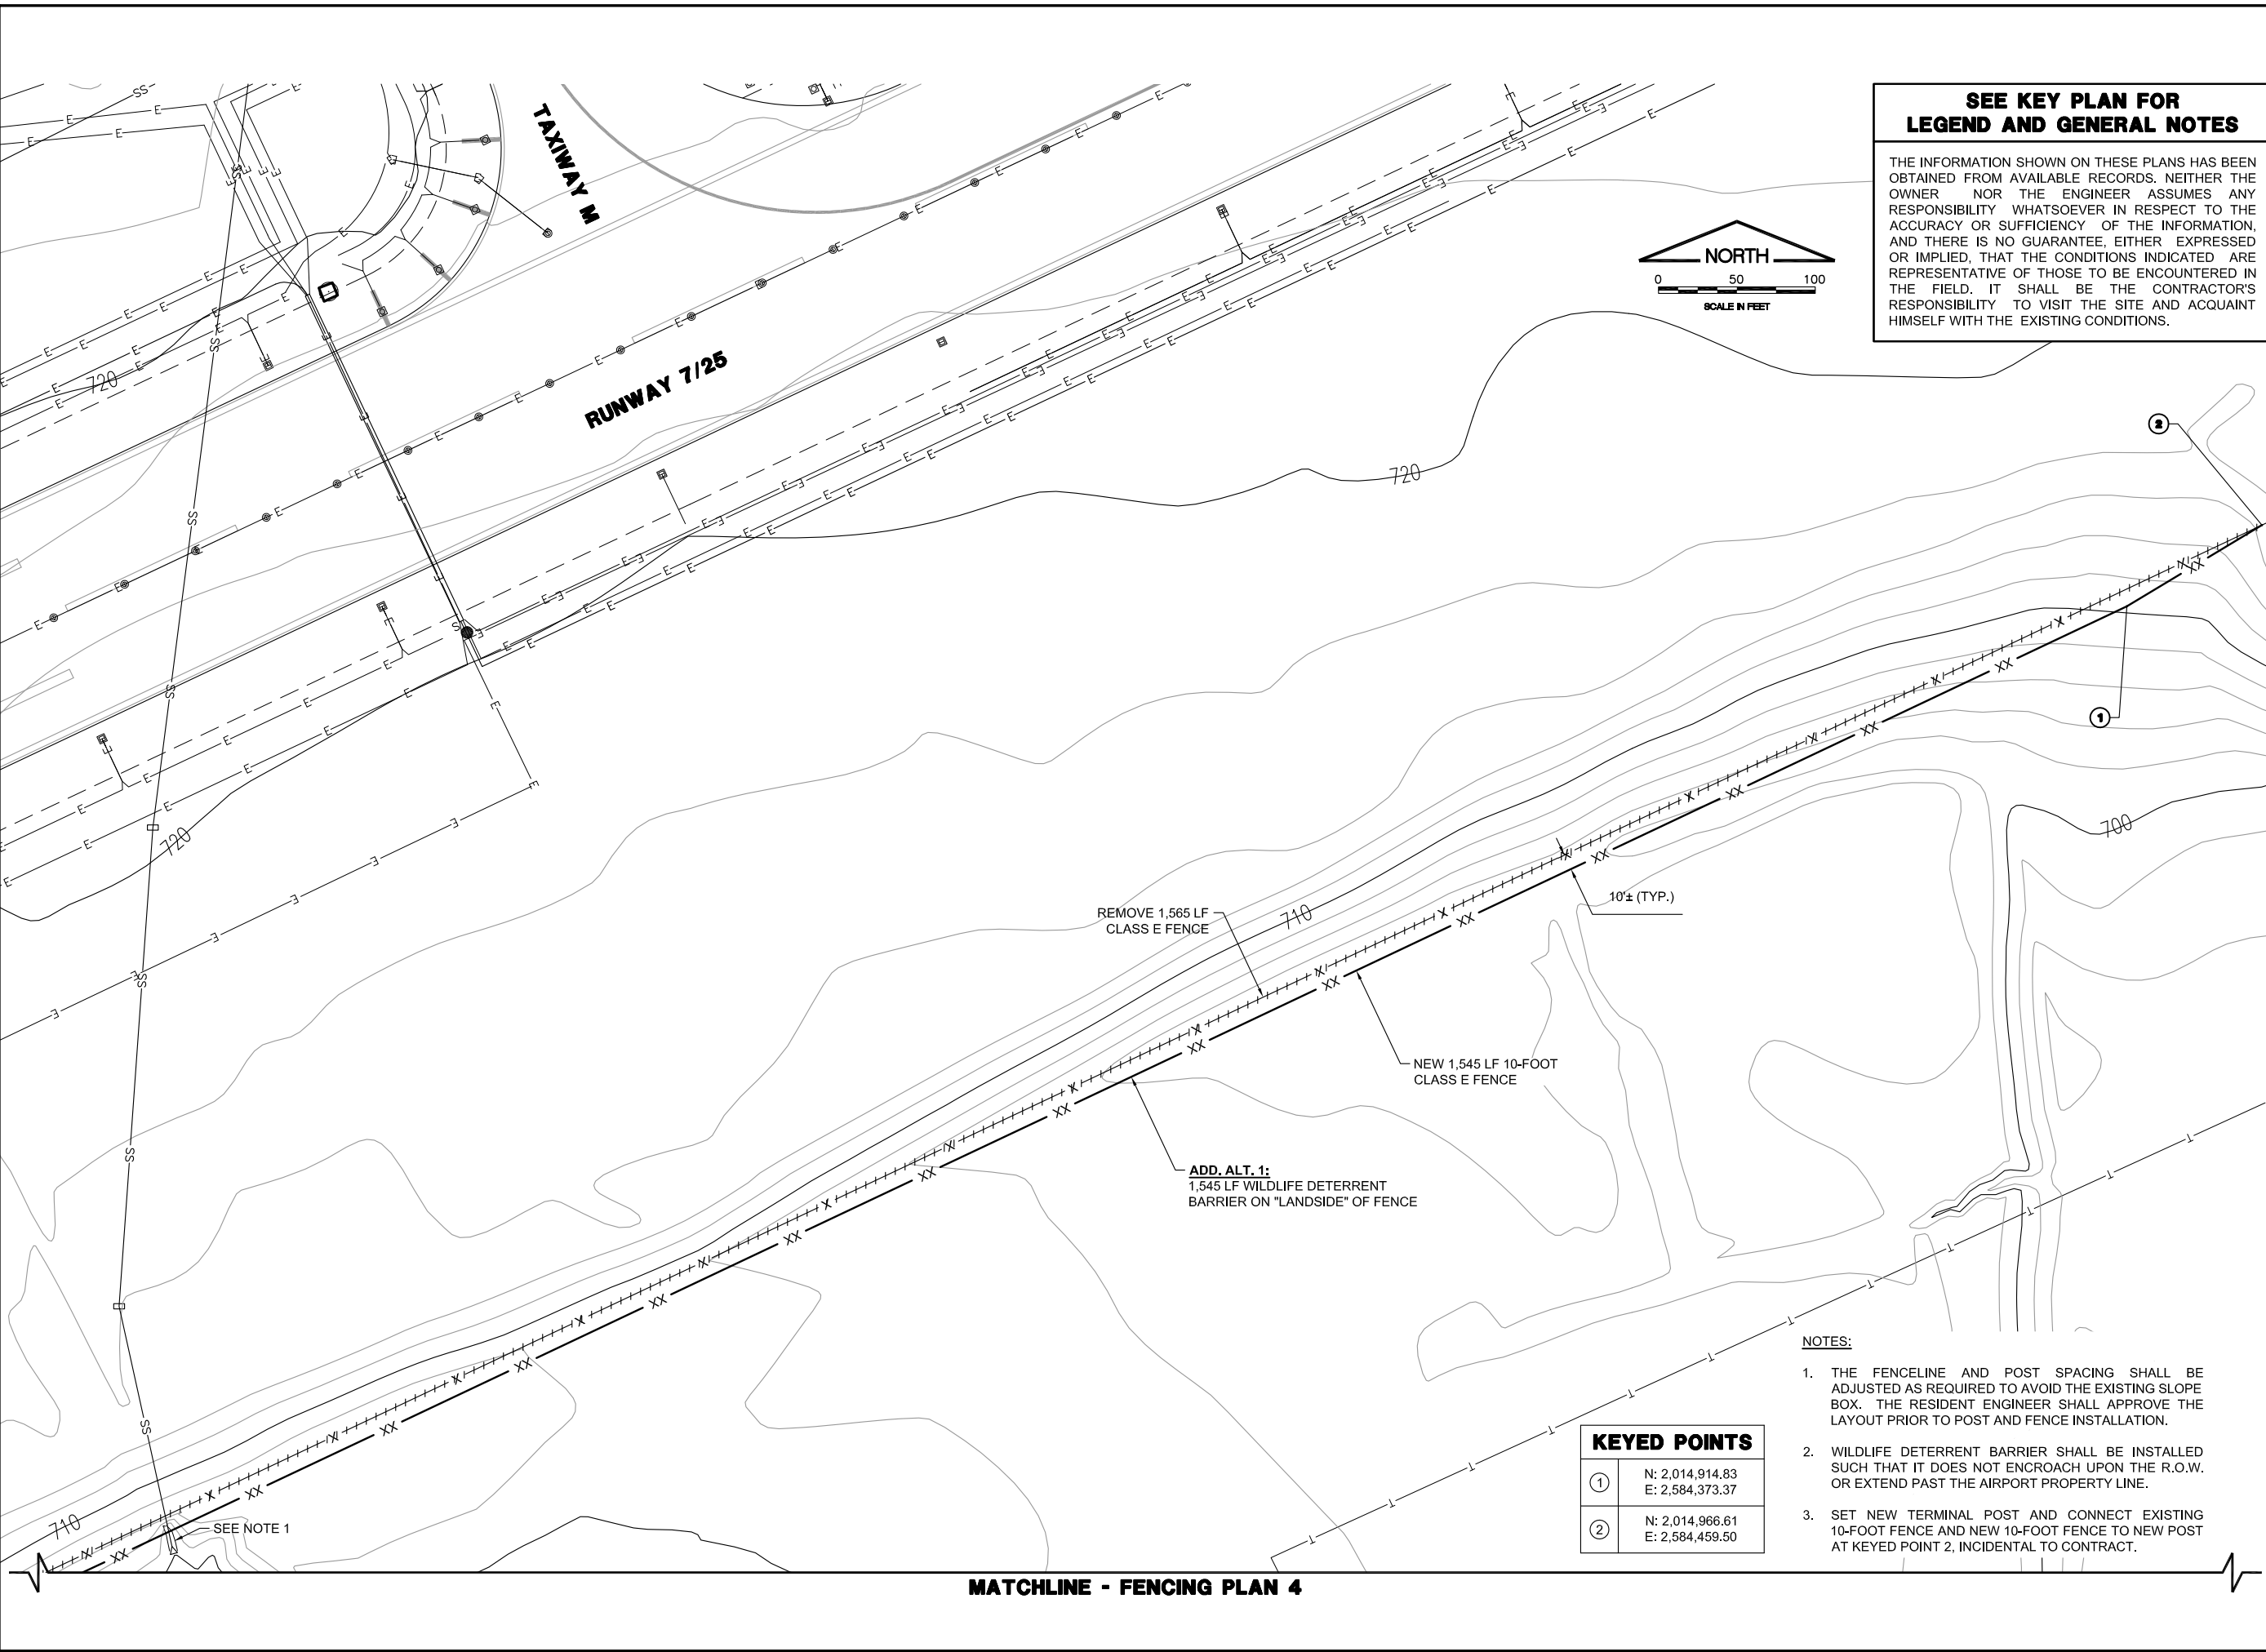 SEE KEY PLAN FOR
LEGEND AND GENERAL NOTES
THE INFORMATION SHOWN ON THESE PLANS HAS BEEN
OBTAINED FROM AVAILABLE RECORDS. NEITHER THE
OWNER NOR THE ENGINEER ASSUMES ANY
RESPONSIBILITY WHATSOEVER IN RESPECT TO THE
ACCURACY OR SUFFICIENCY OF THE INFORMATION,
AND THERE IS NO GUARANTEE, EITHER EXPRESSED
OR IMPLIED, THAT THE CONDITIONS INDICATED ARE
REPRESENTATIVE OF THOSE TO BE ENCOUNTERED IN
THE FIELD. IT SHALL BE THE CONTRACTOR'S
RESPONSIBILITY TO VISIT THE SITE AND ACQUAINT
HIMSELF WITH THE EXISTING CONDITIONS.
TAXIWAY M
NORTH
0 50 100
SCALE IN FEET
RUNWAY 7/25
720
720
720
2
1
700
710
10'± (TYP.)
REMOVE 1,565 LF
CLASS E FENCE
NEW 1,545 LF 10-FOOT
CLASS E FENCE
ADD. ALT. 1:
1,545 LF WILDLIFE DETERRENT
BARRIER ON "LANDSIDE" OF FENCE
710
SEE NOTE 1
KEYED POINTS
1
N: 2,014,914.83
E: 2,584,373.37
2
N: 2,014,966.61
E: 2,584,459.50
NOTES:
1. THE FENCELINE AND POST SPACING SHALL BE
ADJUSTED AS REQUIRED TO AVOID THE EXISTING SLOPE
BOX. THE RESIDENT ENGINEER SHALL APPROVE THE
LAYOUT PRIOR TO POST AND FENCE INSTALLATION.
2. WILDLIFE DETERRENT BARRIER SHALL BE INSTALLED
SUCH THAT IT DOES NOT ENCROACH UPON THE R.O.W.
OR EXTEND PAST THE AIRPORT PROPERTY LINE.
3. SET NEW TERMINAL POST AND CONNECT EXISTING
10-FOOT FENCE AND NEW 10-FOOT FENCE TO NEW POST
AT KEYED POINT 2, INCIDENTAL TO CONTRACT.
MATCHLINE - FENCING PLAN 4